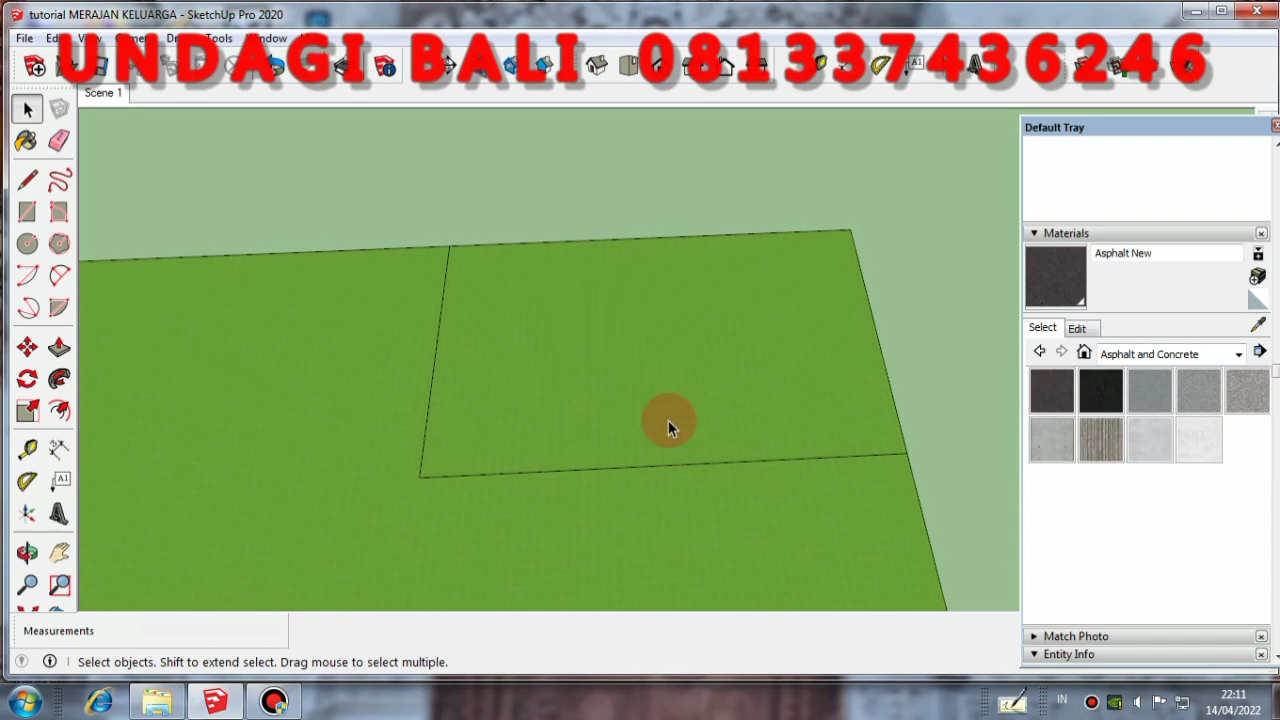 tutorial MERAJAN KELUARGA - SketchUp Pro 2020
File
Tools
Window
UNDAGI BALI 081337436246
Scene 1
Default Tray
Materials
Asphalt New
Select
Edit
Asphalt and Concrete
A1
Match Photo
Entity Info
Measurements
Select objects. Shift to extend select. Drag mouse to select multiple.
IN
22:11
14/04/2022